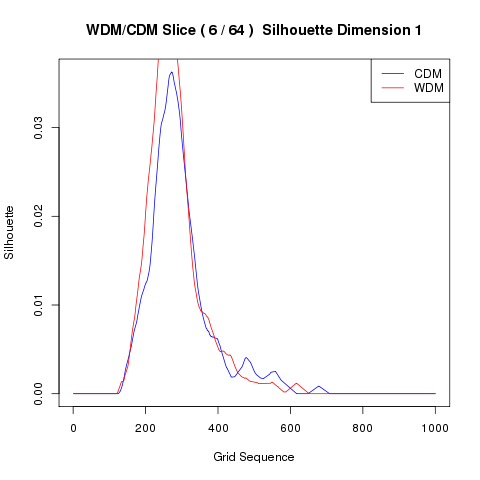 WDM/CDM Slice ( 6 / 64 )  Silhouette Dimension 1
CDM
WDM
Silhouette
0.03
0.02
0.01
0.00
0 200 400 600 800 1000
Grid Sequence